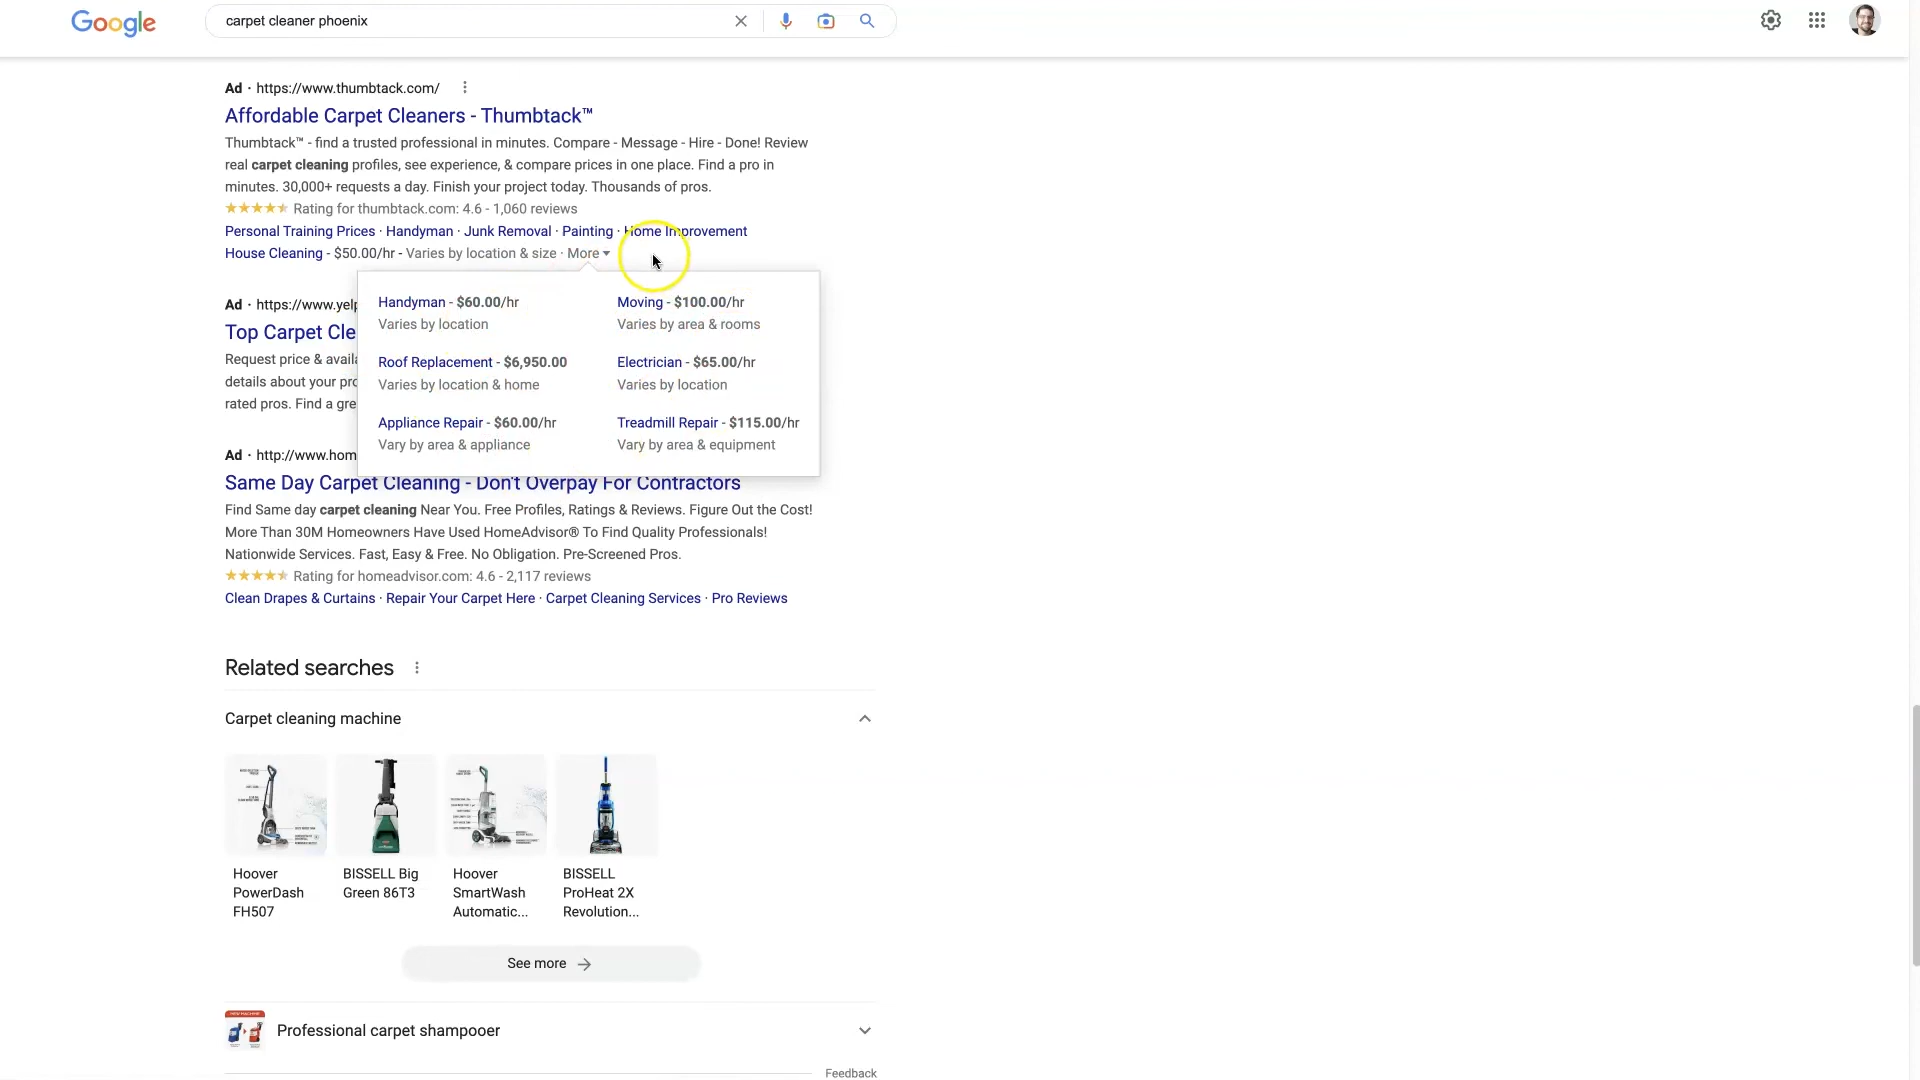 Google
carpet cleaner phoenix
Ad · https://www.thumbtack.com/
Affordable Carpet Cleaners - Thumbtack™
Thumbtack™ - find a trusted professional in minutes. Compare - Message - Hire - Done! Review
real carpet cleaning profiles, see experience, & compare prices in one place. Find a pro in
minutes. 30,000+ requests a day. Finish your project today. Thousands of pros.
Rating for thumbtack.com: 4.6 - 1,060 reviews
Personal Training Prices · Handyman · Junk Removal · Painting · Home Improvement
House Cleaning - $50.00/hr - Varies by location & size · More
Handyman - $60.00/hr
Varies by location
Moving - $100.00/hr
Varies by area & rooms
Roof Replacement - $6,950.00
Varies by location & home
Electrician - $65.00/hr
Varies by location
Appliance Repair - $60.00/hr
Vary by area & appliance
Treadmill Repair - $115.00/hr
Vary by area & equipment
Ad · https://www.yelp
Top Carpet Cle
Request price & avail
details about your pro
rated pros. Find a gre
Ad · http://www.hom
Same Day Carpet Cleaning - Don't Overpay For Contractors
Find Same day carpet cleaning Near You. Free Profiles, Ratings & Reviews. Figure Out the Cost!
More Than 30M Homeowners Have Used HomeAdvisor® To Find Quality Professionals!
Nationwide Services. Fast, Easy & Free. No Obligation. Pre-Screened Pros.
Rating for homeadvisor.com: 4.6 - 2,117 reviews
Clean Drapes & Curtains · Repair Your Carpet Here · Carpet Cleaning Services · Pro Reviews
Related searches
Carpet cleaning machine
Hoover
PowerDash
FH507
BISSELL Big
Green 86T3
Hoover
SmartWash
Automatic...
BISSELL
ProHeat 2X
Revolution...
See more
Professional carpet shampooer
Feedback